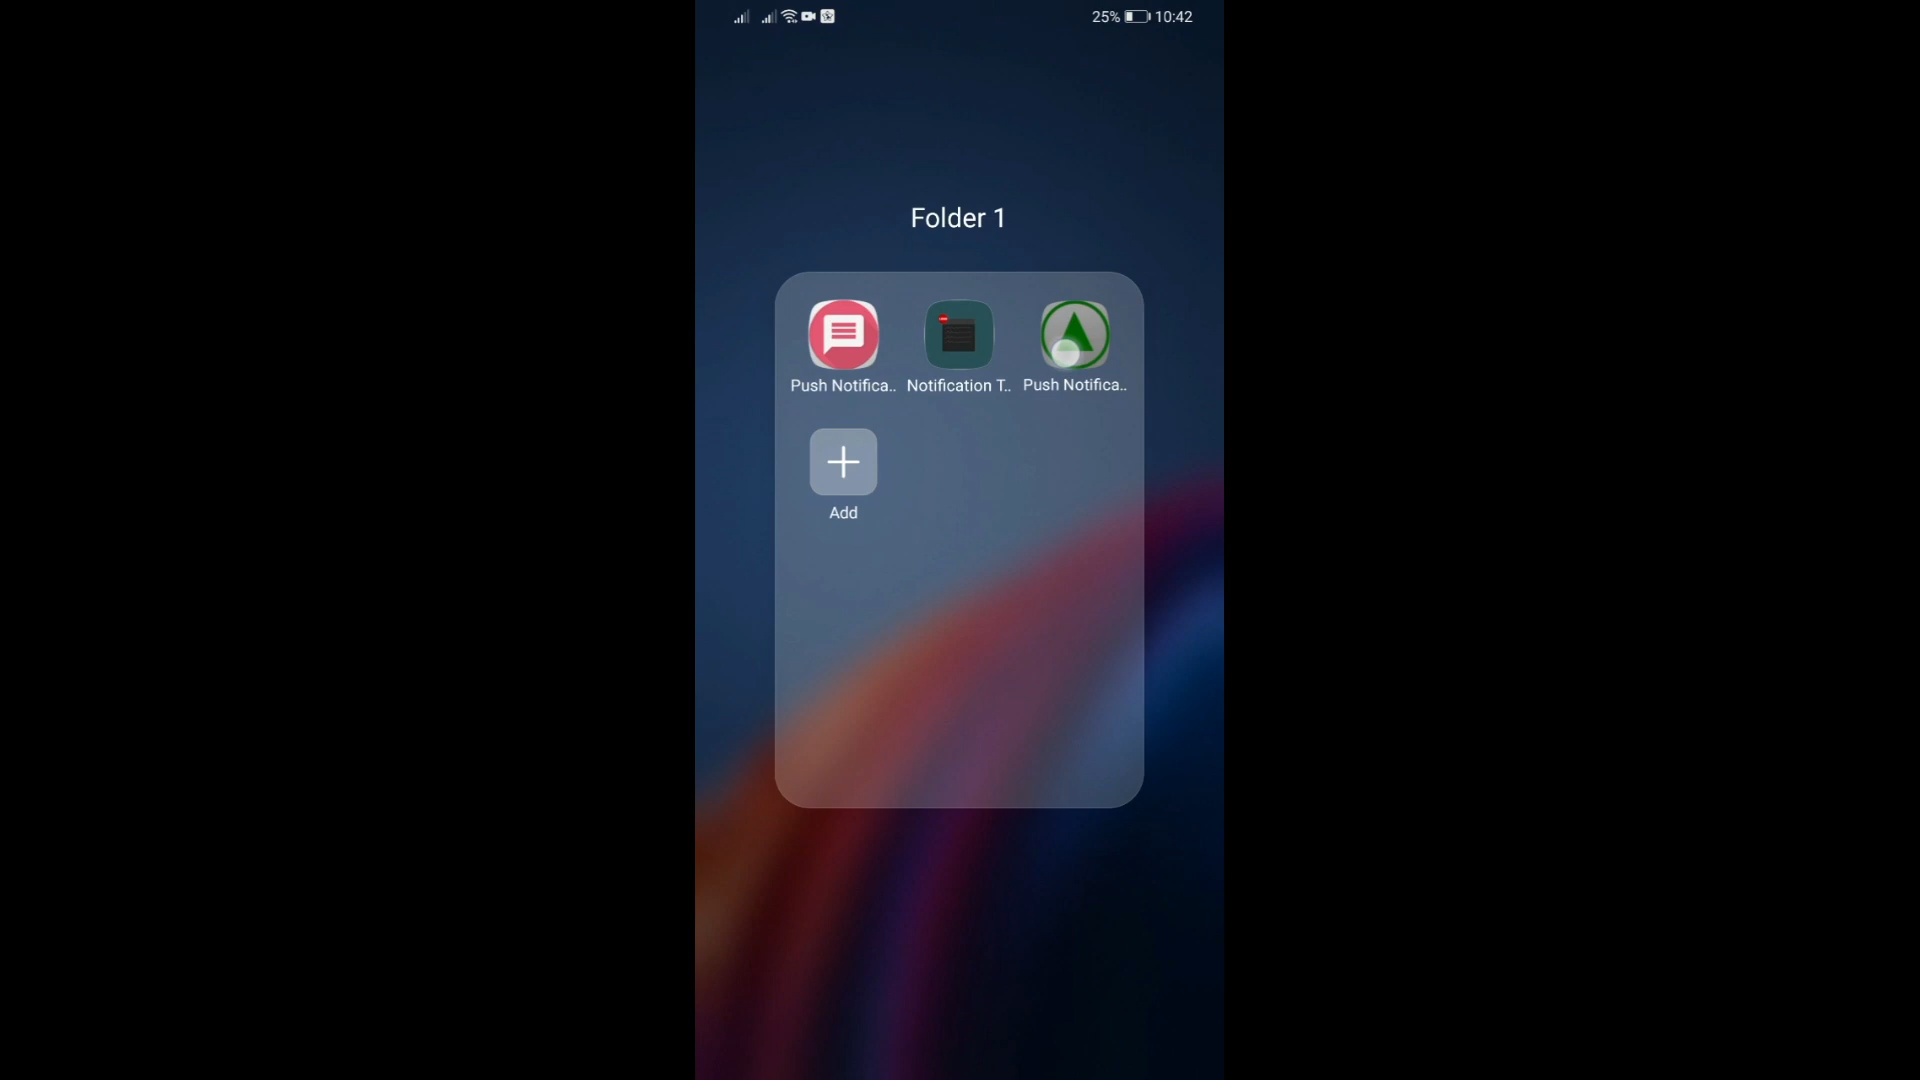 25% 10:42
Folder 1
Push Notifica.. Notification T.. Push Notifica..
Add